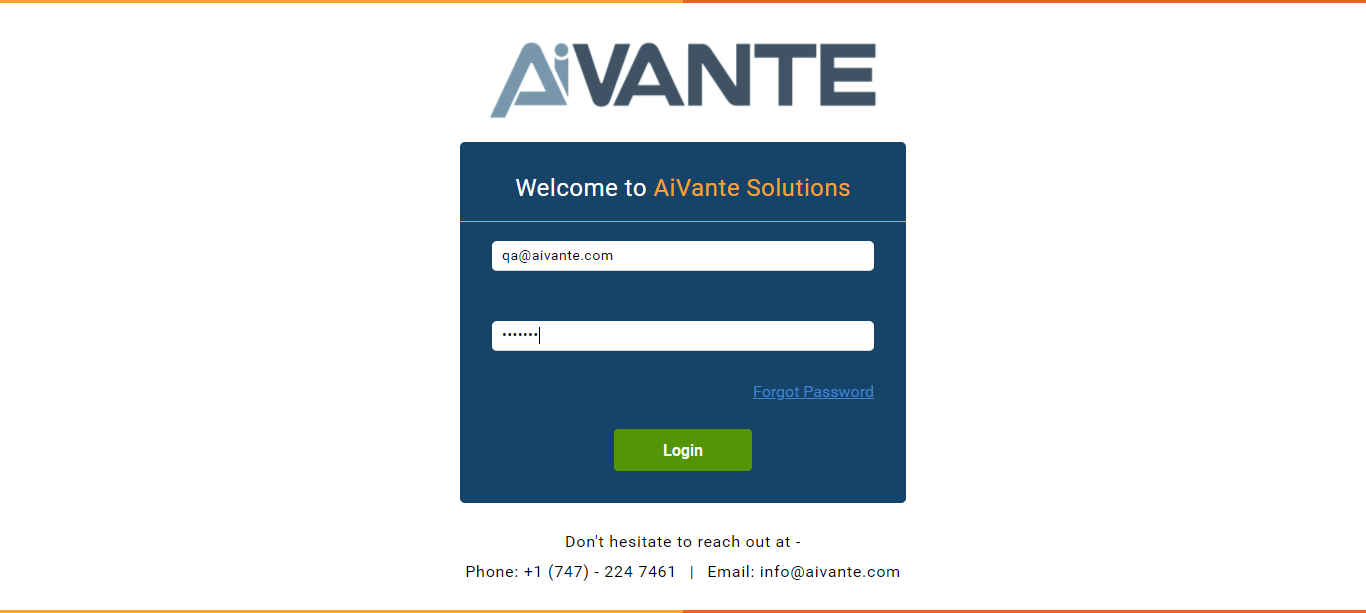 AiVANTE
Welcome to AiVante Solutions
qa@aivante.com
•••••••
Forgot Password
Login
Don't hesitate to reach out at -
Phone: +1 (747) - 224 7461 | Email: info@aivante.com